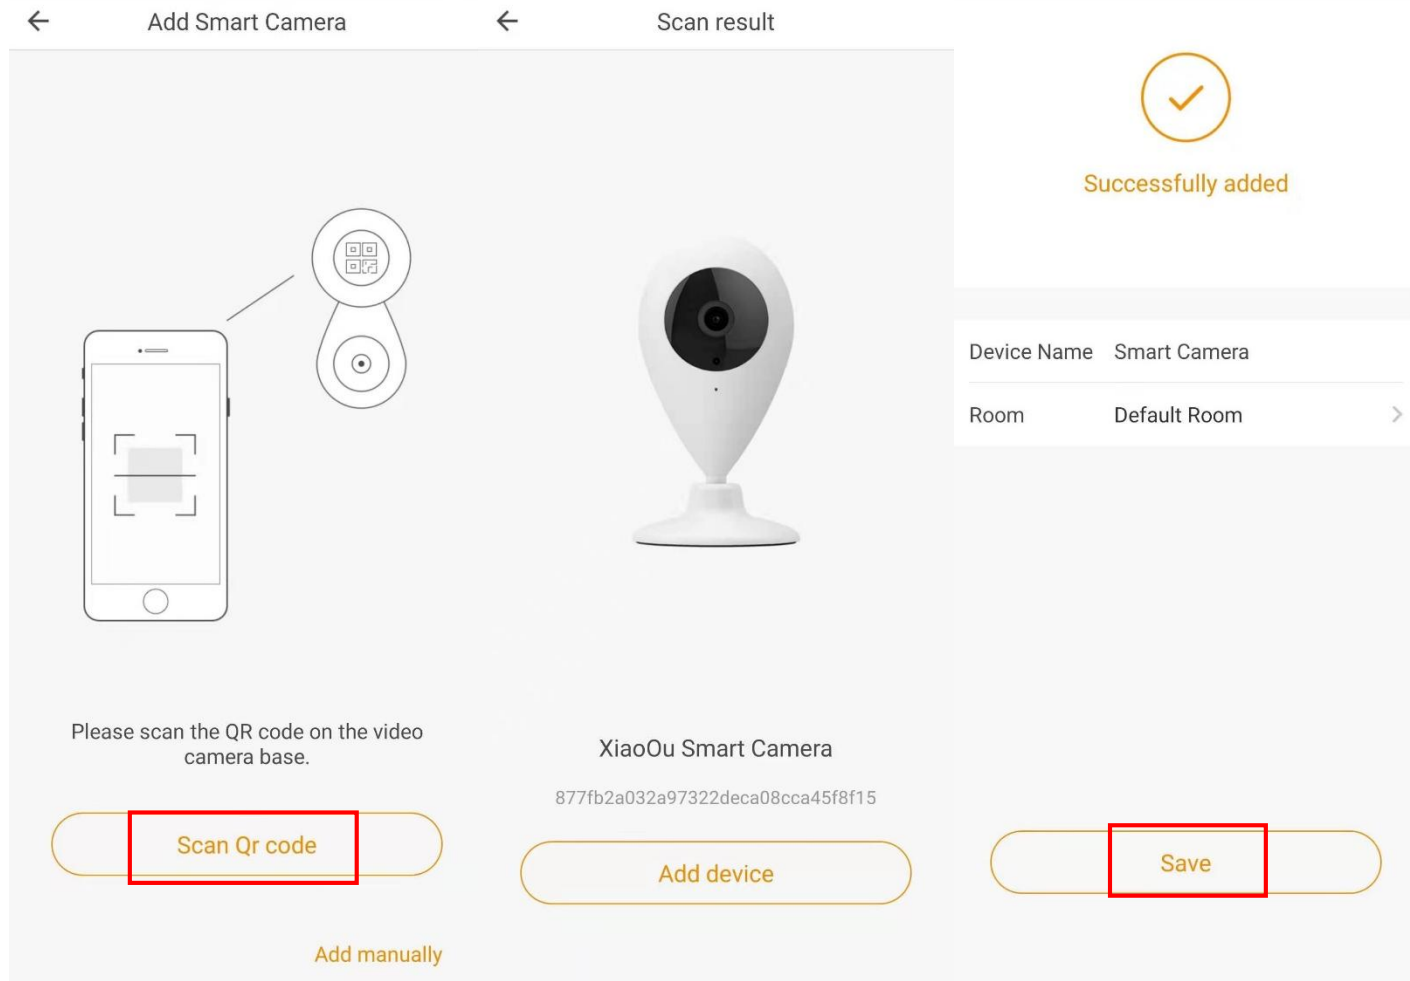 Add Smart Camera
Please scan the QR code on the video
camera base.
Scan Qr code
Add manually
Scan result
XiaoOu Smart Camera
877fb2a032a97322deca08cca45f8f15
Add device
Successfully added
Device Name Smart Camera
Room Default Room
Save